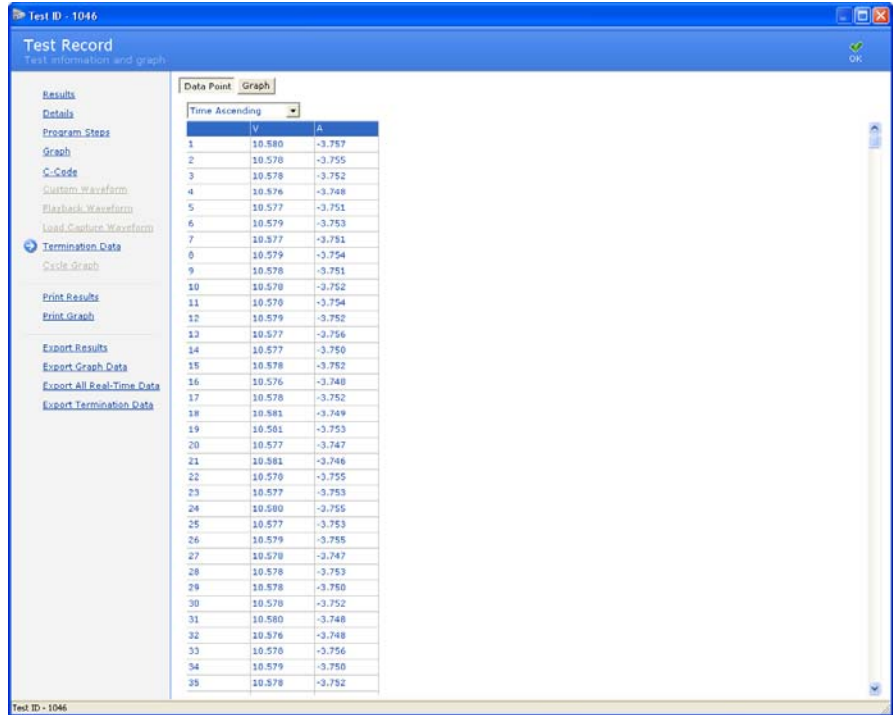 Test ID - 1046
Test Record
Test information and graph
OK
Results
Details
Program Steps
Graph
C-Code
Custom Waveform
Playback Waveform
Load Capture Waveform
Termination Data
Cycle Graph
Print Results
Print Graph
Export Results
Export Graph Data
Export All Real-Time Data
Export Termination Data
Data Point Graph
Time Ascending
V A
1 10.580 -3.757
2 10.578 -3.755
3 10.578 -3.752
4 10.576 -3.748
5 10.577 -3.751
6 10.579 -3.753
7 10.577 -3.751
8 10.579 -3.754
9 10.578 -3.751
10 10.578 -3.752
11 10.578 -3.754
12 10.579 -3.752
13 10.577 -3.756
14 10.577 -3.750
15 10.578 -3.752
16 10.576 -3.748
17 10.578 -3.752
18 10.581 -3.749
19 10.581 -3.753
20 10.577 -3.747
21 10.581 -3.746
22 10.578 -3.755
23 10.577 -3.753
24 10.580 -3.755
25 10.577 -3.753
26 10.579 -3.755
27 10.578 -3.747
28 10.578 -3.753
29 10.578 -3.750
30 10.578 -3.752
31 10.580 -3.748
32 10.576 -3.748
33 10.578 -3.756
34 10.579 -3.750
35 10.578 -3.752
Test ID - 1046